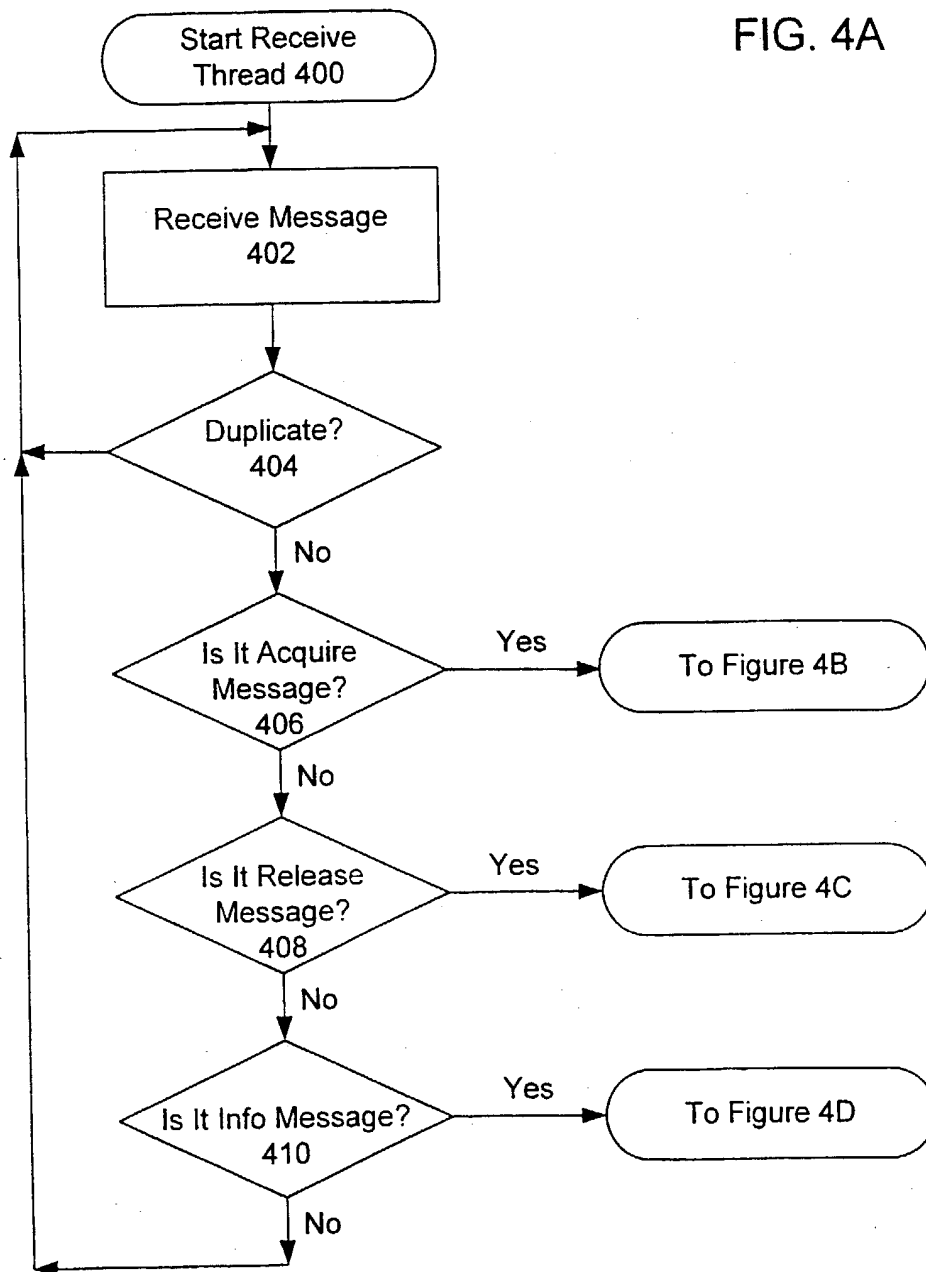 FIG. 4A
Start Receive
Thread 400
Receive Message
402
Duplicate?
404
No
Is It Acquire
Message?
406
Yes
To Figure 4B
No
Is It Release
Message?
408
Yes
To Figure 4C
No
Is It Info Message?
410
Yes
To Figure 4D
No